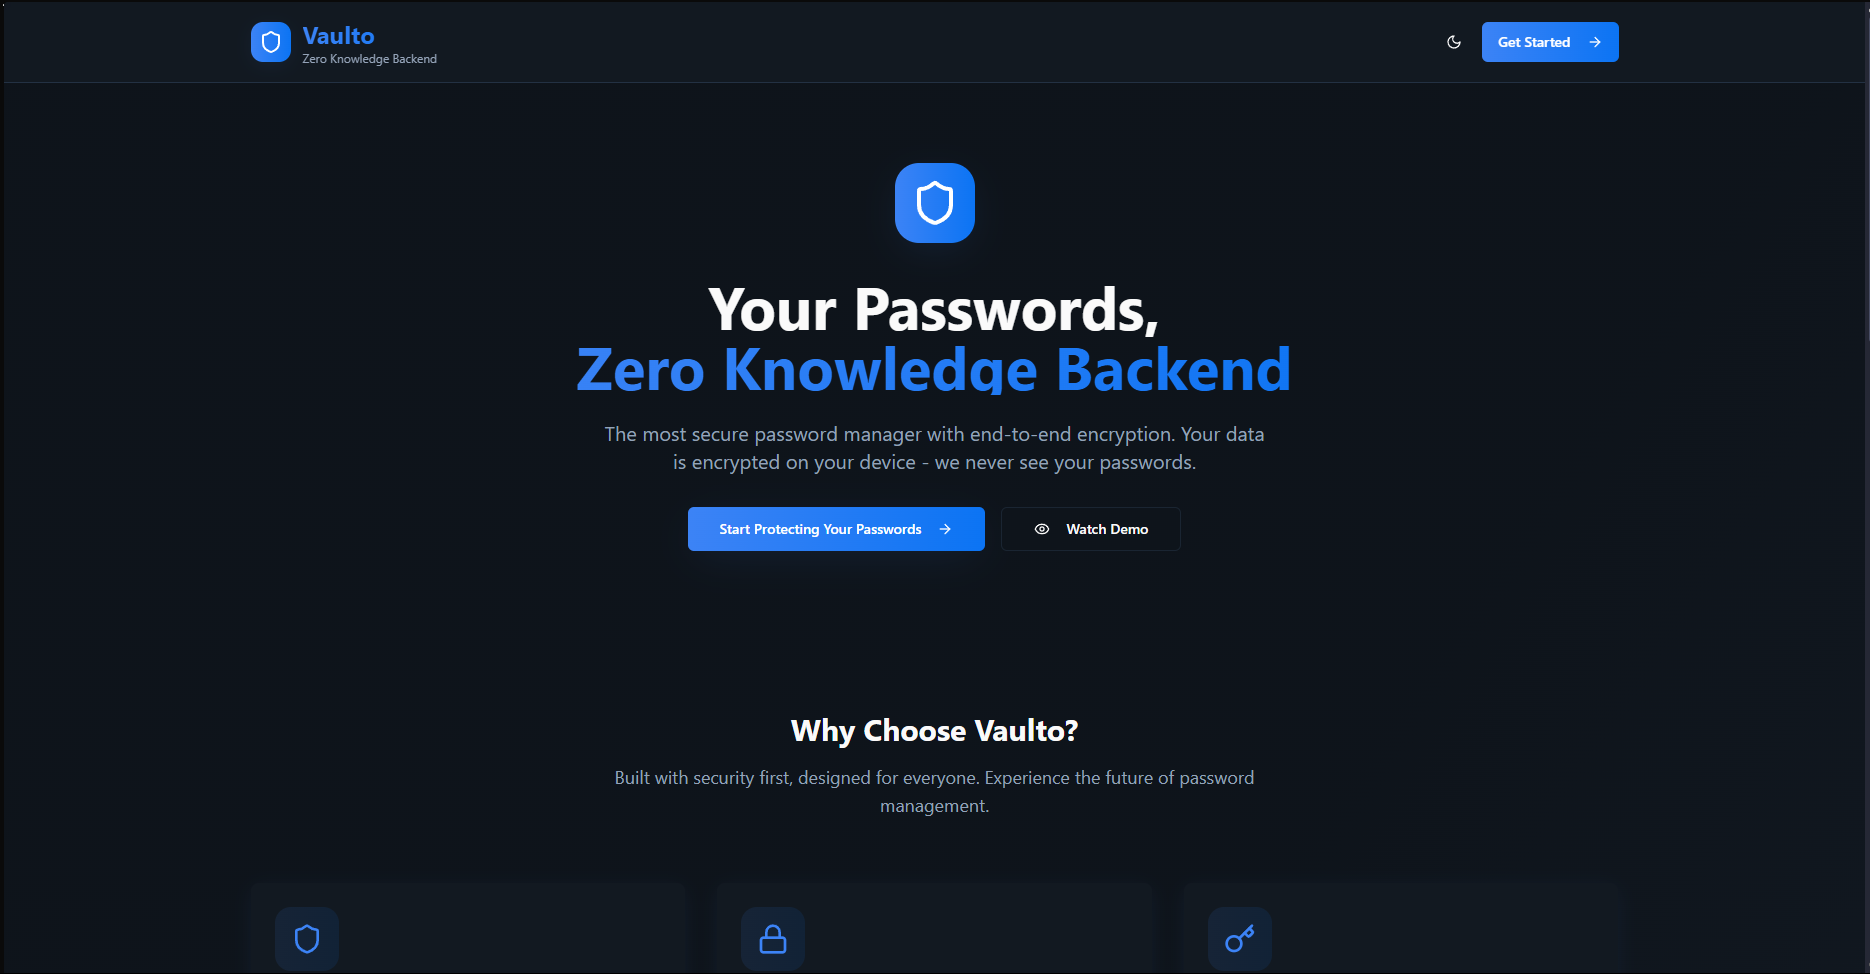 Vaulto
Zero Knowledge Backend
Get Started
Your Passwords,
Zero Knowledge Backend
The most secure password manager with end-to-end encryption. Your data
is encrypted on your device - we never see your passwords.
Start Protecting Your Passwords
Watch Demo
Why Choose Vaulto?
Built with security first, designed for everyone. Experience the future of password
management.